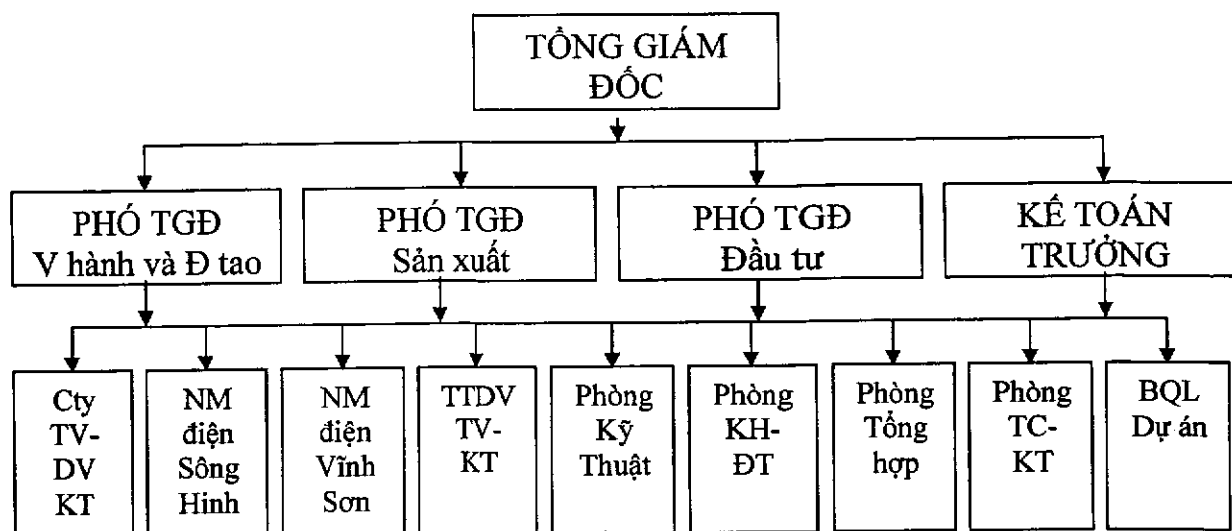 TỔNG GIÁM
ĐỐC
PHÓ TGĐ
V hành và Đ tao
PHÓ TGĐ
Sản xuất
PHÓ TGĐ
Đầu tư
KẾ TOÁN
TRƯỞNG
Cty
TV-
DV
KT
NM
điện
Sông
Hinh
NM
điện
Vĩnh
Sơn
TTDV
TV-
KT
Phòng
Kỹ
Thuật
Phòng
KH-
ĐT
Phòng
Tổng
hợp
Phòng
TC-
KT
BQL
Dự án